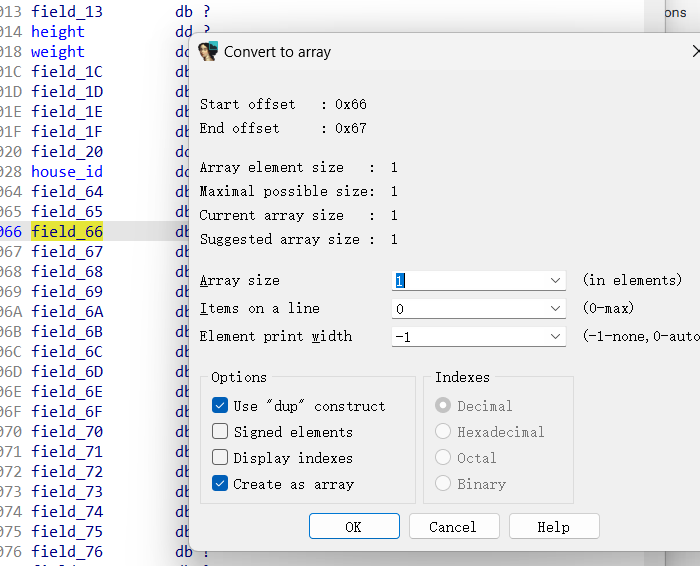 013 field_13 db ?
ons
014 height dd ?
018 weight
01C field_1C db
01D field_1D db
01E field_1E db
01F field_1F db
020 field_20
028 house_id
064 field_64 db
065 field_65 db
066 field_66 db
067 field_67 db
068 field_68 db
069 field_69 db
06A field_6A db
06B field_6B db
06C field_6C db
06D field_6D db
06E field_6E db
06F field_6F db
070 field_70 db
071 field_71 db
072 field_72 db
073 field_73 db
074 field_74 db
075 field_75 db
076 field_76 db ?
Convert to array
Start offset : 0x66
End offset : 0x67
Array element size : 1
Maximal possible size: 1
Current array size : 1
Suggested array size : 1
Array size 1 (in elements)
Items on a line 0 (0-max)
Element print width -1 (-1-none,0-auto
Options
Use "dup" construct
Signed elements
Display indexes
Create as array
Indexes
Decimal
Hexadecimal
Octal
Binary
OK Cancel Help